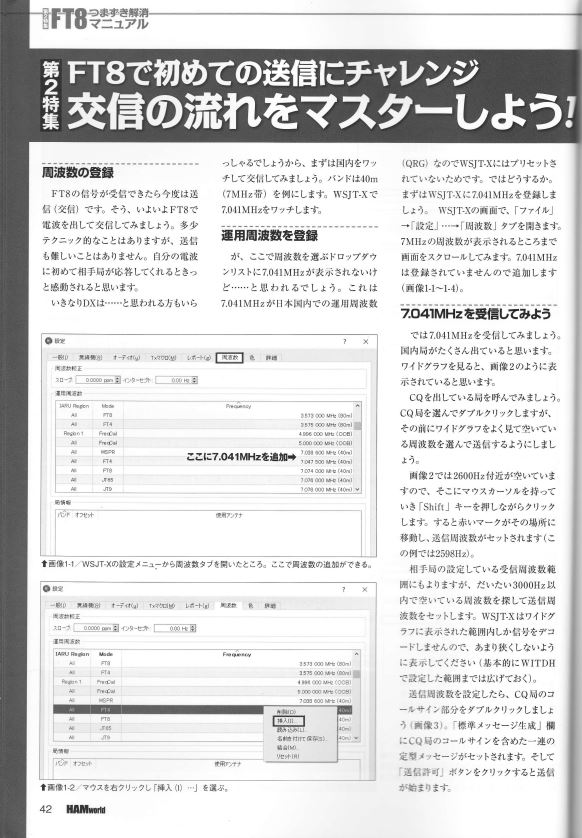 第2特集
FT8つまずき解消
マニュアル
第2特集
FT8で初めての送信にチャレンジ
交信の流れをマスターしよう!
周波数の登録
FT8の信号が受信できたら今度は送
信(交信)です。そう、いよいよFT8で
電波を出して交信してみましょう。多少
テクニック的なことはありますが、送信
も難しいことはありません。自分の電波
に初めて相手局が応答してくれるときっ
と感動されると思います。
いきなりDXは……と思われる方もいら
っしゃるでしょうから、まずは国内をワッ
チして交信してみましょう。バンドは40m
(7MHz帯)を例にします。WSJT-Xで
7.041MHzをワッチします。
運用周波数を登録
が、ここで周波数を選ぶドロップダウ
ンリストに7.041MHzが表示されないけ
ど……と思われるでしょう。これは
7.041MHzが日本国内での運用周波数
(QRG)なのでWSJT-Xにはプリセットさ
れていないためです。ではどうするか。
まずはWSJT-Xに7.041MHzを登録しま
しょう。 WSJT-Xの画面で、「ファイル」
→「設定」…→「周波数」タブを開きます。
7MHzの周波数が表示されるところまで
画面をスクロールしてみます。7.041MHz
は登録されていませんので追加します
(画像1-1〜1-4)。
7.041MHzを受信してみよう
では7.041MHzを受信してみましょう。
国内局がたくさん出ていると思います。
ワイドグラフを見ると、画像2のように表
示されていると思います。
CQを出している局を呼んでみましょう。
CQ局を選んでダブルクリックしますが、
その前にワイドグラフをよく見て空いてい
る周波数を選んで送信するようにしまし
ょう。
画像2では2600Hz付近が空いていま
すので、そこにマウスカーソルを持って
いき「Shift」キーを押しながらクリック
します。すると赤いマークがその場所に
移動し、送信周波数がセットされます(こ
の例では2598Hz)。
相手局の設定している受信周波数範
囲にもよりますが、だいたい3000Hz以
内で空いている周波数を探して送信周
波数をセットします。WSJT-Xはワイドグ
ラフに表示された範囲内しか信号をデコ
ードしませんので、あまり狭くしないよう
に表示してください(基本的にWITDH
で設定した範囲までは広げておく)。
送信周波数を設定したら、CQ局のコ
ールサイン部分をダブルクリックしましょ
う(画像3)。「標準メッセージ生成」欄
にCQ局のコールサインを含めた一連の
定型メッセージがセットされます。そして
「送信許可」ボタンをクリックすると送信
が始まります。
設定 ? ×
一般(l) 無線機(R) オーディオ(u) Txマクロ(M) レポート(g) 周波数 色 詳細
周波数較正
スロープ: 0.0000 ppm インターセプト: 0.00 Hz
運用周波数
IARU Region Mode Frequency
All FT8 3.573 000 MHz (80m)
All FT4 3.575 000 MHz (80m)
Region 1 FreqCal 4.996 000 MHz (OOB)
All FreqCal 5.000 000 MHz (OOB)
All WSPR 7.038 600 MHz (40m)
All FT4 7.047 500 MHz (40m)
All FT8 7.074 000 MHz (40m)
All JT65 7.076 000 MHz (40m)
All JT9 7.078 000 MHz (40m)
ここに7.041MHzを追加➡
局情報
バンド オフセット 使用アンテナ
⬆画像1-1/WSJT-Xの設定メニューから周波数タブを開いたところ。ここで周波数の追加ができる。
設定 ? ×
一般(l) 無線機(R) オーディオ(u) Txマクロ(M) レポート(g) 周波数 色 詳細
周波数較正
スロープ: 0.0000 ppm インターセプト: 0.00 Hz
運用周波数
IARU Region Mode Frequency
All FT8 3.573 000 MHz (80m)
All FT4 3.575 000 MHz (80m)
Region 1 FreqCal 4.996 000 MHz (OOB)
All FreqCal 5.000 000 MHz (OOB)
All WSPR 7.038 600 MHz (40m)
All FT4 40m)
All FT8 40m)
All JT65 40m)
All JT9 40m)
削除(D)
挿入(I)
読み込み(L)...
名前を付けて保存(S)...
結合(M)...
リセット(R)
局情報
バンド オフセット 使用アンテナ
⬆画像1-2/マウスを右クリックし「挿入(I)…」を選ぶ。
42 HAMworld